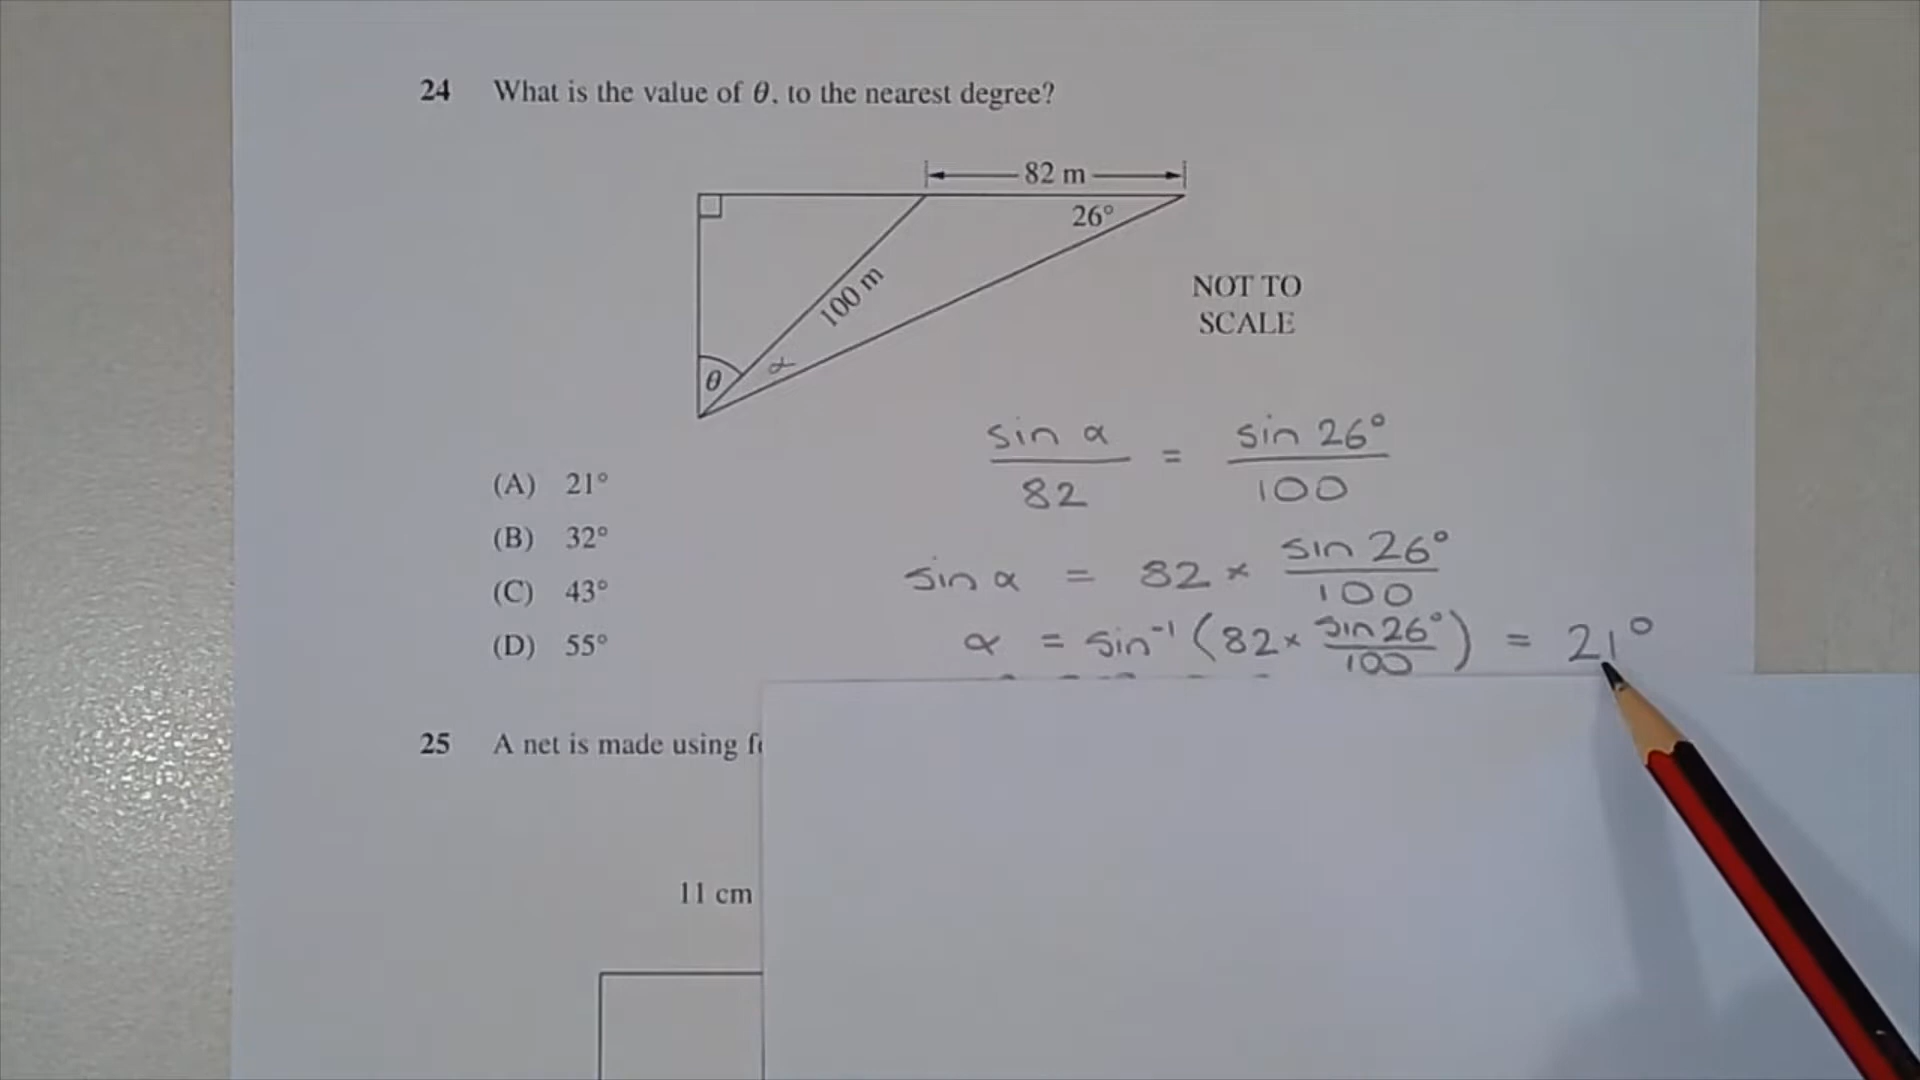 24 What is the value of θ, to the nearest degree?
82 m
26°
100 m
NOT TO
SCALE
θ
α
sin α / 82 = sin 26° / 100
(A) 21°
(B) 32°
sin α = 82 × sin 26° / 100
(C) 43°
α = sin⁻¹ (82 × sin 26° / 100) = 21°
(D) 55°
25 A net is made using
11 cm